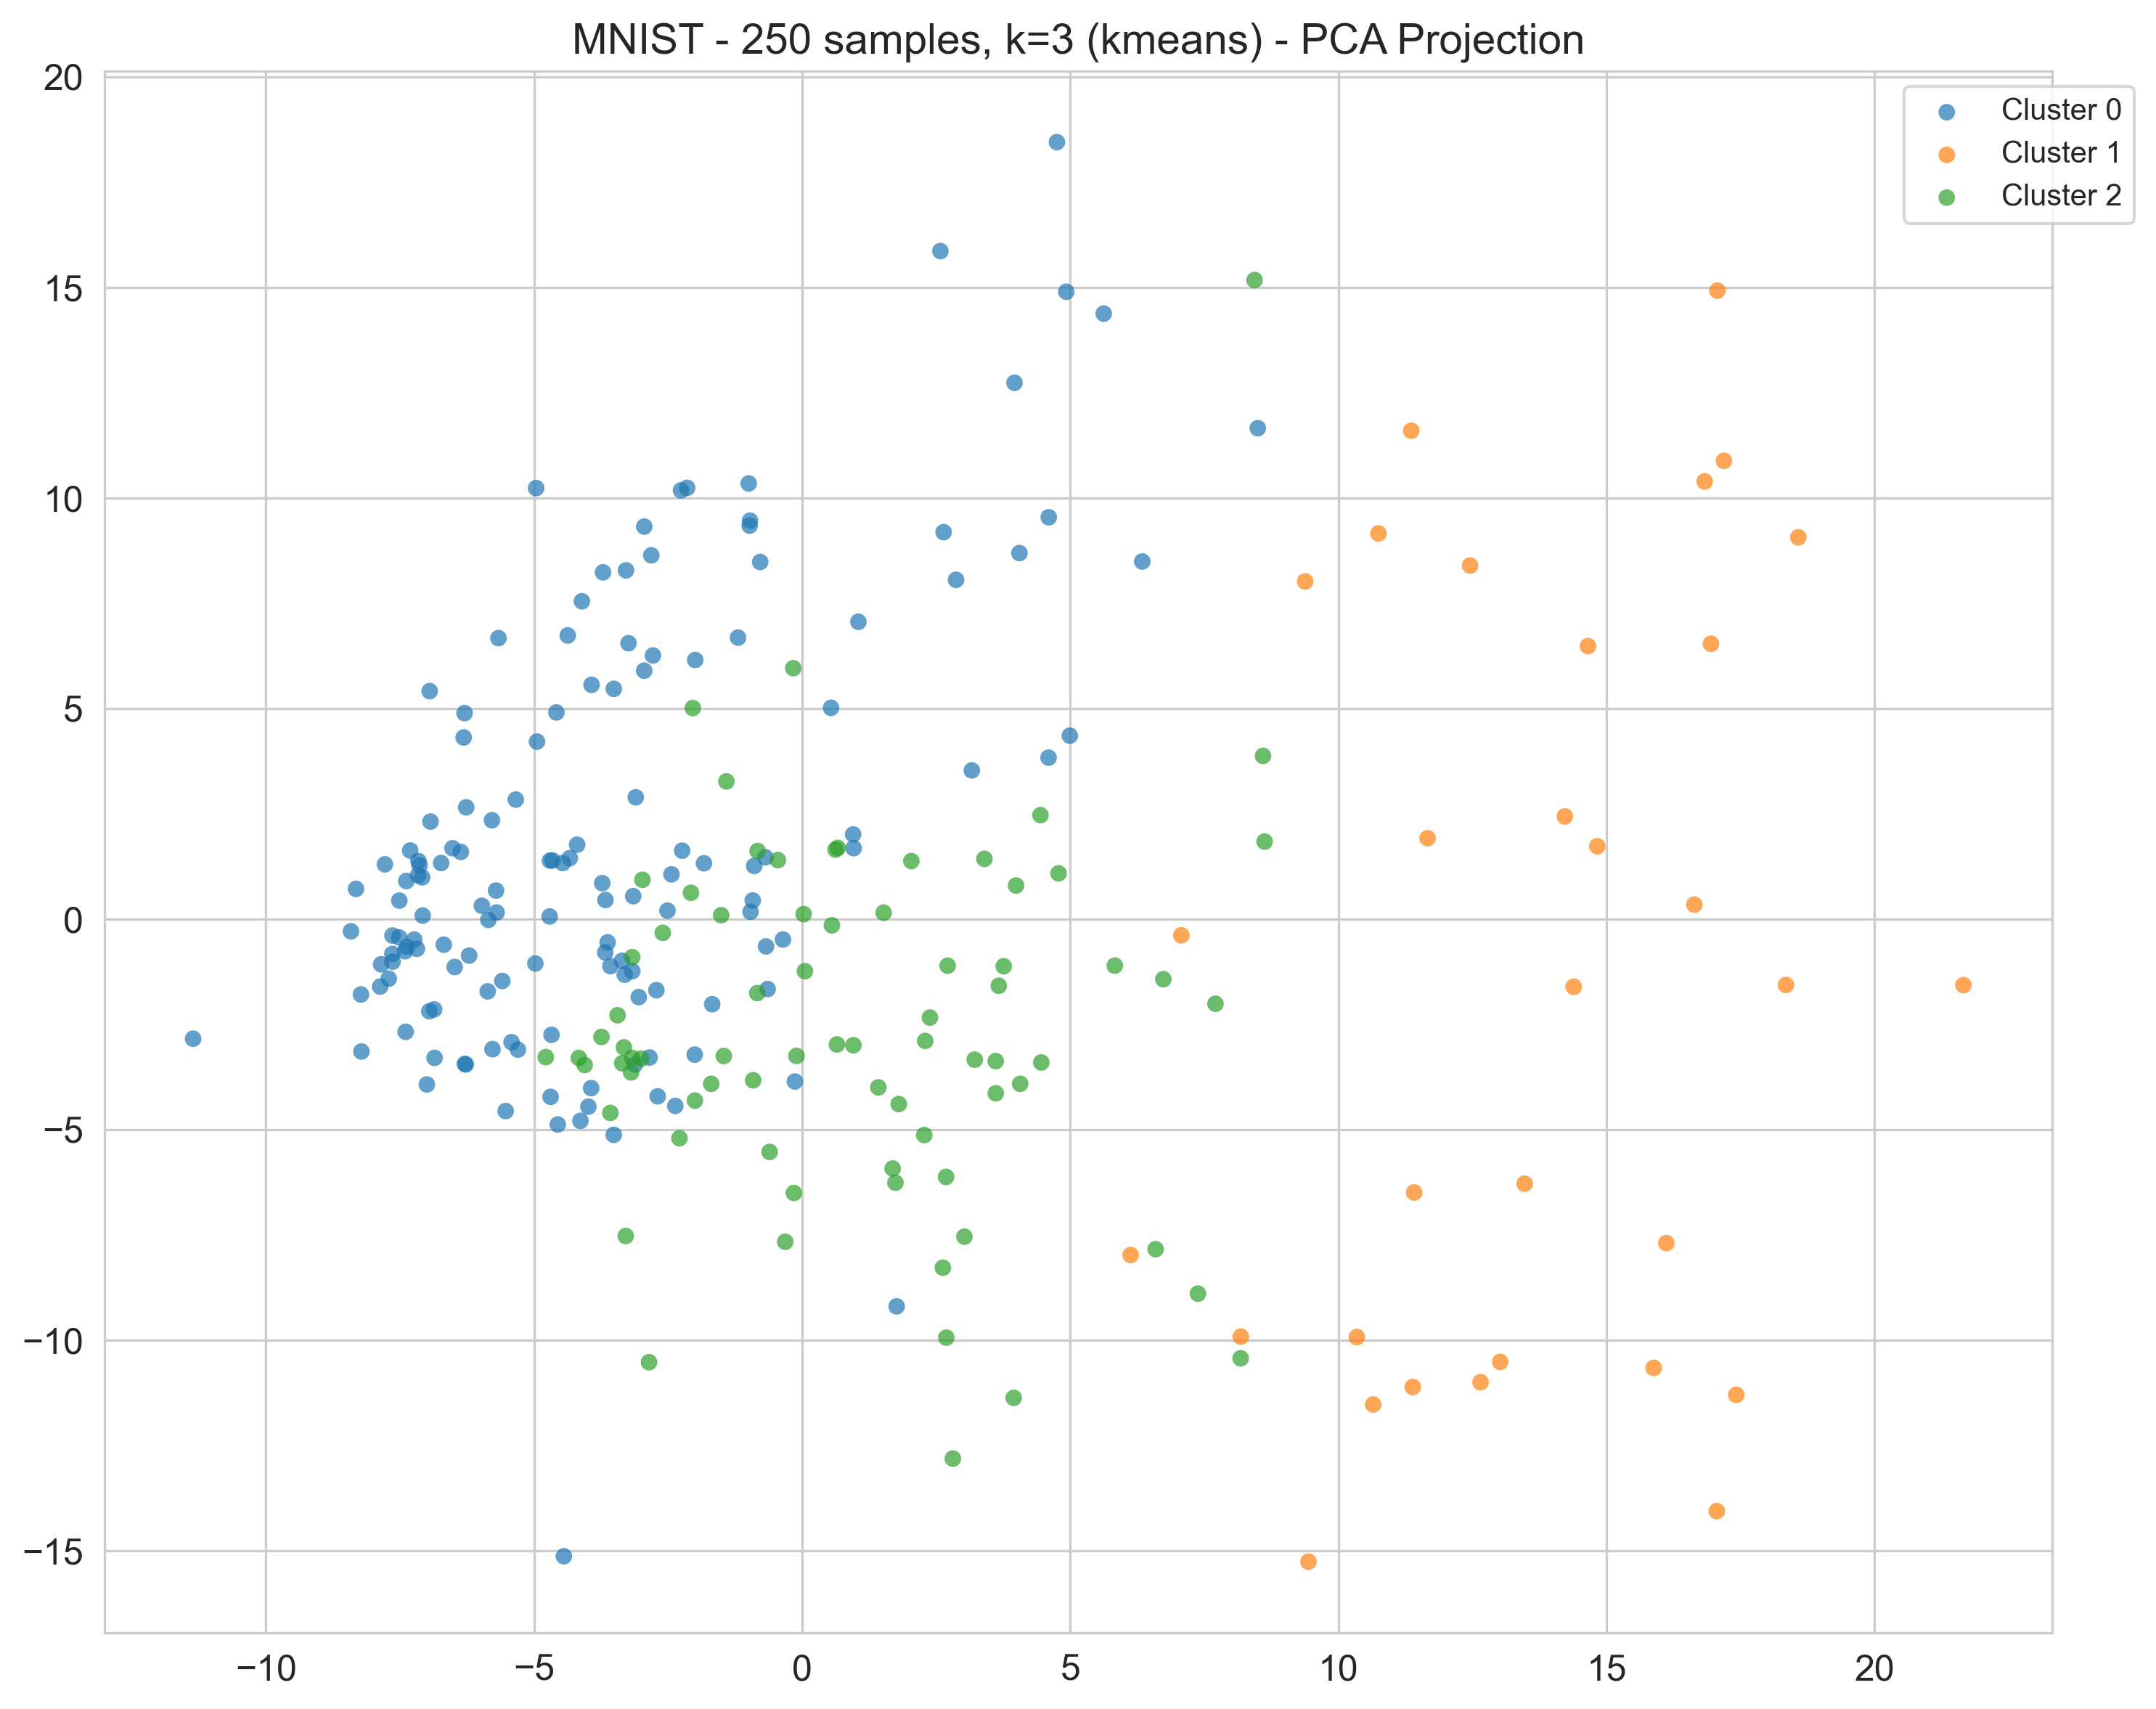 MNIST - 250 samples, k=3 (kmeans) - PCA Projection
Cluster 0
Cluster 1
Cluster 2
20
15
10
5
0
−5
−10
−15
−10 −5 0 5 10 15 20